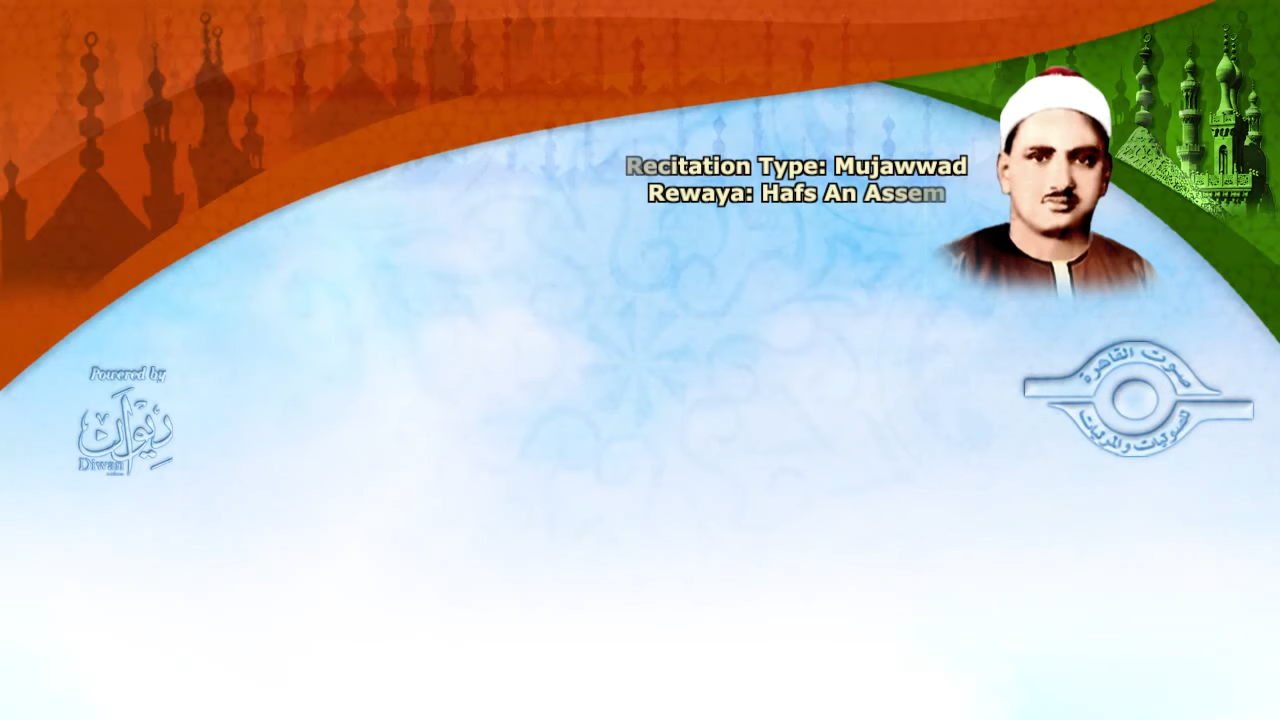 Recitation Type: Mujawwad
Rewaya: Hafs An Assem
صوت القاهرة
للصوتيات والمرئيات
Powered by
ديوان
Diwan